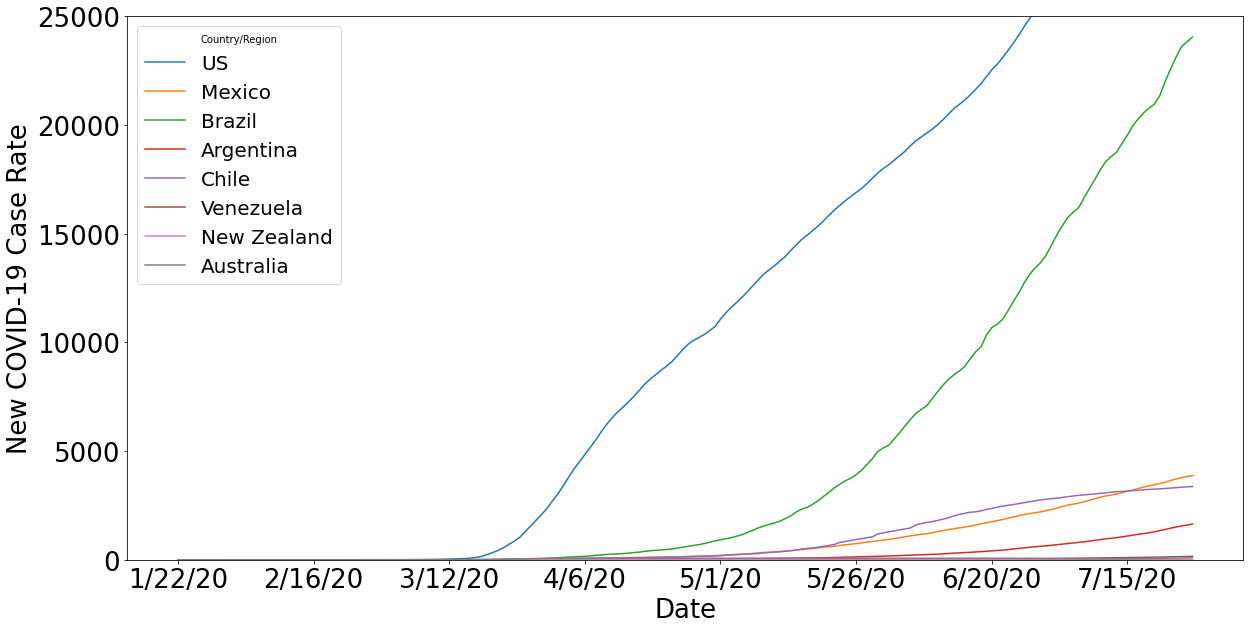 25000
20000
15000
10000
5000
0
New COVID-19 Case Rate
Country/Region
US
Mexico
Brazil
Argentina
Chile
Venezuela
New Zealand
Australia
1/22/20 2/16/20 3/12/20 4/6/20 5/1/20 5/26/20 6/20/20 7/15/20
Date